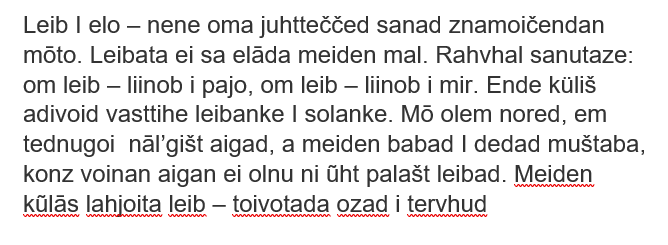 Leib I elo – nene oma juhtteččed sanad znamoičendan
mōto. Leibata ei sa elāda meiden mal. Rahvhal sanutaze:
om leib – liinob i pajo, om leib – liinob i mir. Ende küliš
adivoid vasttihe leibanke I solanke. Mō olem nored, em
tednugoi  nāl’gišt aigad, a meiden babad I dedad muštaba,
konz voinan aigan ei olnu ni ūht palašt leibad. Meiden
kūlās lahjoita leib – toivotada ozad i tervhud